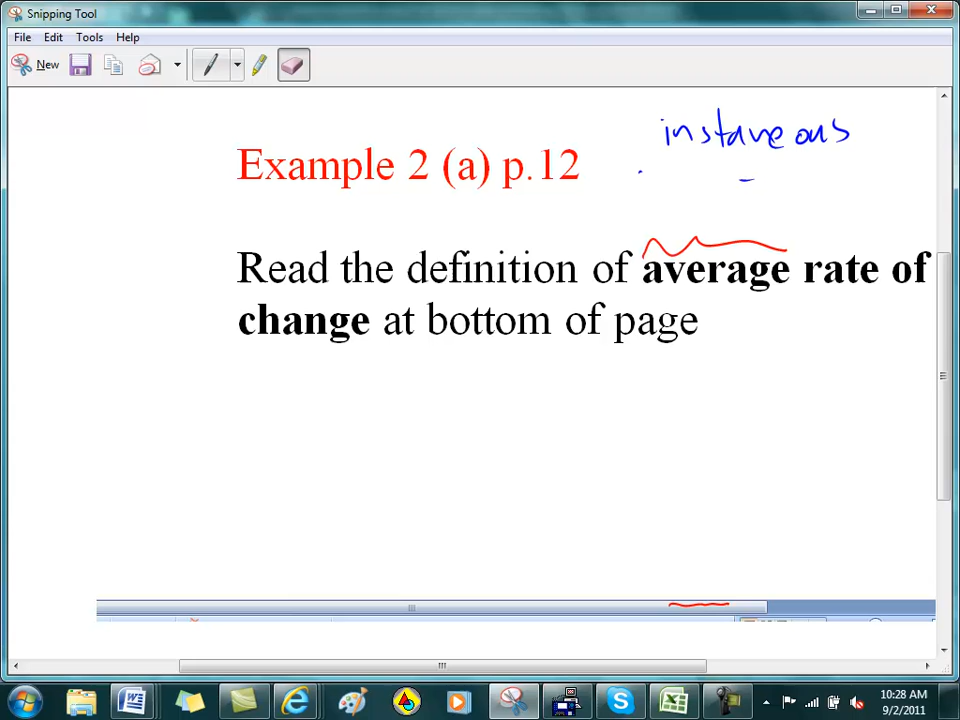 Snipping Tool
File Edit Tools Help
New
instaneous
Example 2 (a) p.12
Read the definition of average rate of
change at bottom of page
10:28 AM
9/2/2011